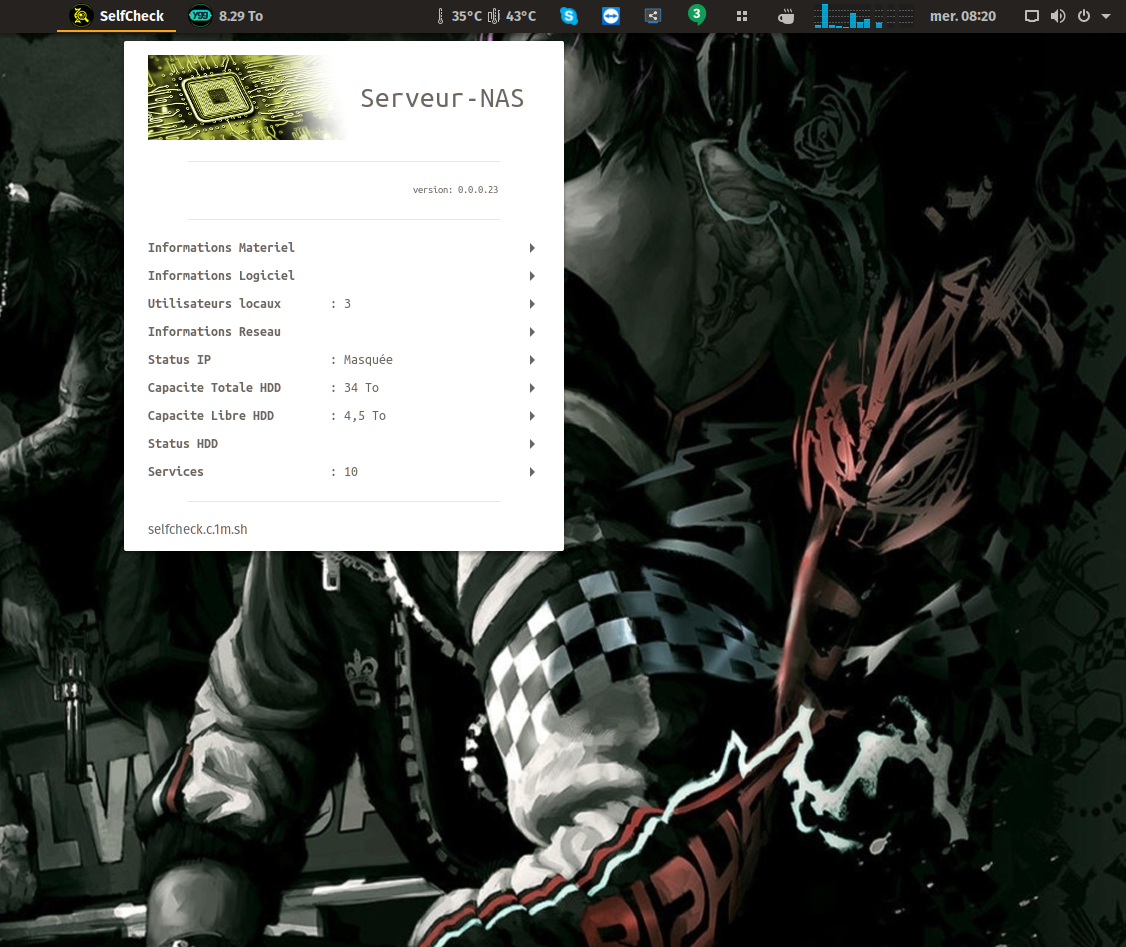 SelfCheck Y99 8.29 To 35°C 43°C 3 mer. 08:20
Serveur-NAS
version: 0.0.0.23
Informations Materiel
Informations Logiciel
Utilisateurs locaux : 3
Informations Reseau
Status IP : Masquée
Capacite Totale HDD : 34 To
Capacite Libre HDD : 4,5 To
Status HDD
Services : 10
selfcheck.c.1m.sh